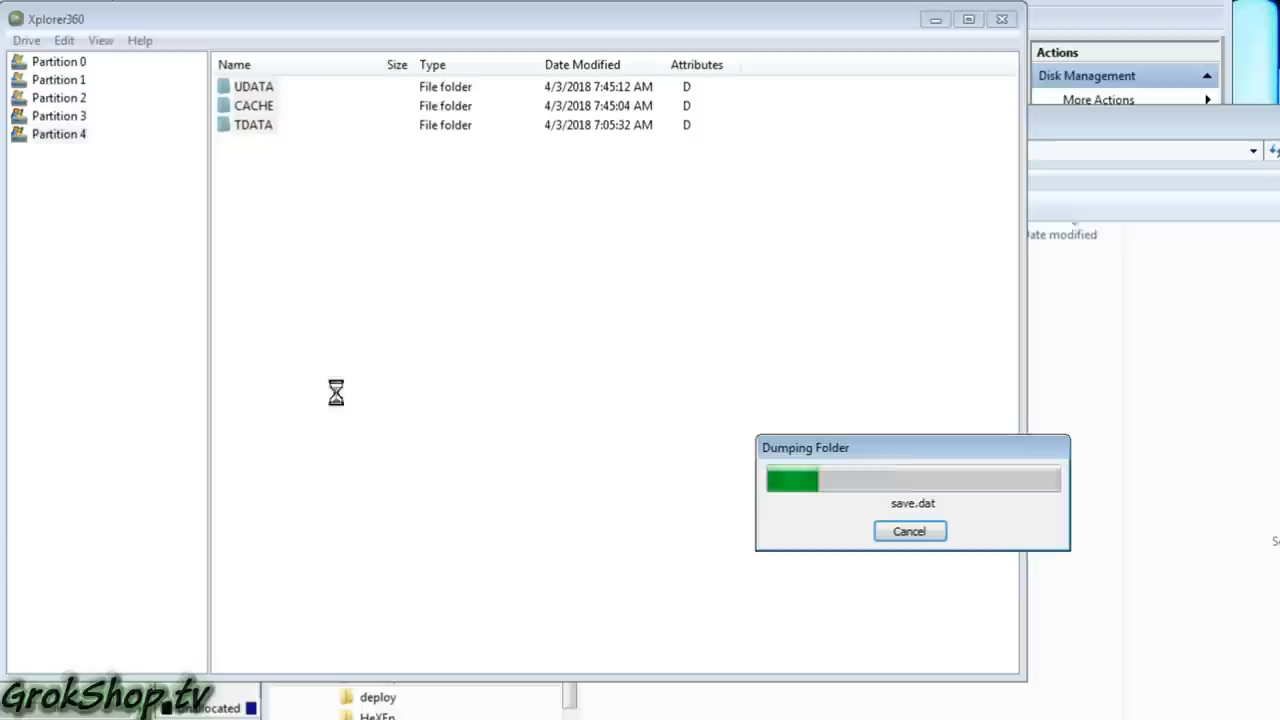 Xplorer360
Drive Edit View Help
Partition 0
Partition 1
Partition 2
Partition 3
Partition 4
Name Size Type Date Modified Attributes
UDATA File folder 4/3/2018 7:45:12 AM D
CACHE File folder 4/3/2018 7:45:04 AM D
TDATA File folder 4/3/2018 7:05:32 AM D
Actions
Disk Management
More Actions
Date modified
Dumping Folder
save.dat
Cancel
GrokShop.tv
deploy
HeXEn